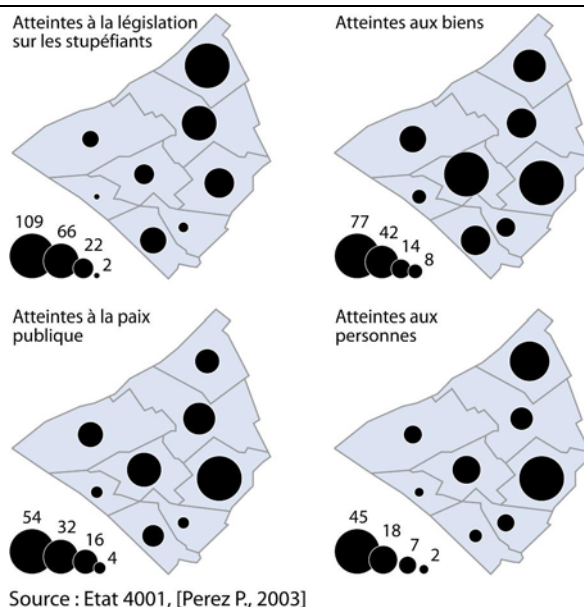 Atteintes à la législation
sur les stupéfiants
109
66
22
2
Atteintes aux biens
77
42
14
8
Atteintes à la paix
publique
54
32
16
4
Atteintes aux
personnes
45
18
7
2
Source : Etat 4001, [Perez P., 2003]